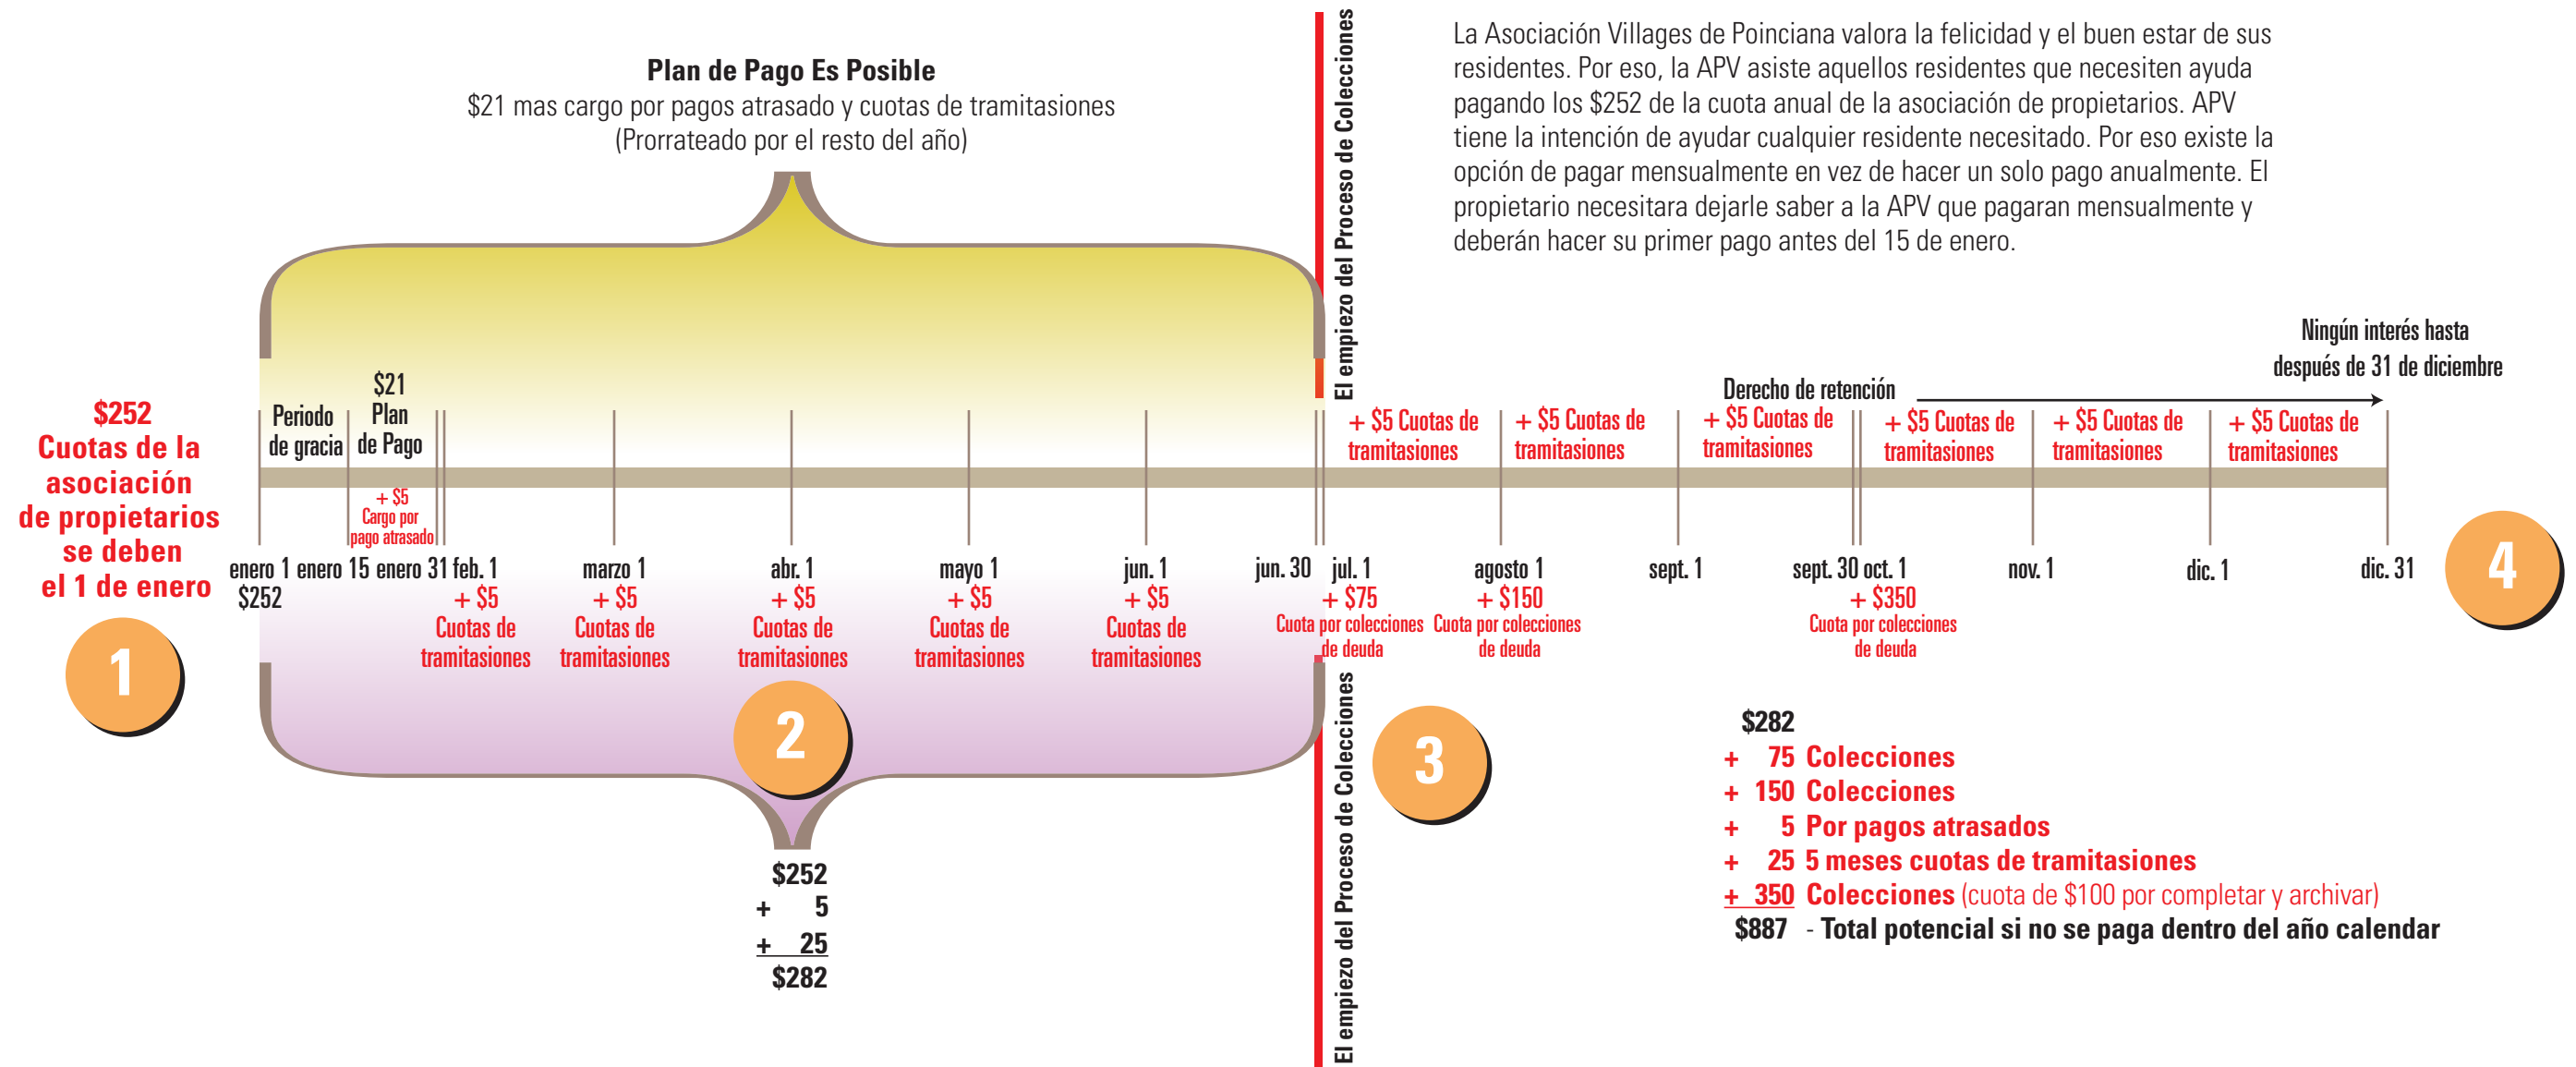 Plan de Pago Es Posible
$21 mas cargo por pagos atrasado y cuotas de tramitasiones
(Prorrateado por el resto del año)
El empiezo del Proceso de Colecciones
La Asociación Villages de Poinciana valora la felicidad y el buen estar de sus
residentes. Por eso, la APV asiste aquellos residentes que necesiten ayuda
pagando los $252 de la cuota anual de la asociación de propietarios. APV
tiene la intención de ayudar cualquier residente necesitado. Por eso existe la
opción de pagar mensualmente en vez de hacer un solo pago anualmente. El
propietario necesitara dejarle saber a la APV que pagaran mensualmente y
deberán hacer su primer pago antes del 15 de enero.
Ningún interés hasta
después de 31 de diciembre
Derecho de retención
$252
Cuotas de la
asociación
de propietarios
se deben
el 1 de enero
1
Periodo
de gracia
$21
Plan
de Pago
+ $5
Cargo por
pago atrasado
+ $5 Cuotas de
tramitasiones
+ $5 Cuotas de
tramitasiones
+ $5 Cuotas de
tramitasiones
+ $5 Cuotas de
tramitasiones
+ $5 Cuotas de
tramitasiones
+ $5 Cuotas de
tramitasiones
enero 1 enero 15 enero 31 feb. 1 marzo 1 abr. 1 mayo 1 jun. 1 jun. 30 jul. 1 agosto 1 sept. 1 sept. 30 oct. 1 nov. 1 dic. 1 dic. 31
$252
+ $5
Cuotas de
tramitasiones
+ $5
Cuotas de
tramitasiones
+ $5
Cuotas de
tramitasiones
+ $5
Cuotas de
tramitasiones
+ $5
Cuotas de
tramitasiones
+ $75
Cuota por colecciones
de deuda
+ $150
Cuota por colecciones
de deuda
+ $350
Cuota por colecciones
de deuda
4
2
3
El empiezo del Proceso de Colecciones
$252
+ 5
+ 25
$282
$282
+ 75 Colecciones
+ 150 Colecciones
+ 5 Por pagos atrasados
+ 25 5 meses cuotas de tramitasiones
+ 350 Colecciones (cuota de $100 por completar y archivar)
$887 - Total potencial si no se paga dentro del año calendar